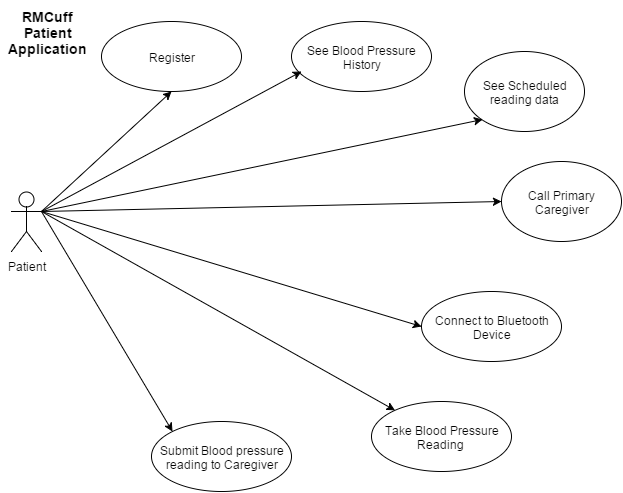 RMCuff
Patient
Application
Register
See Blood Pressure
History
See Scheduled
reading data
Call Primary
Caregiver
Patient
Connect to Bluetooth
Device
Take Blood Pressure
Reading
Submit Blood pressure
reading to Caregiver